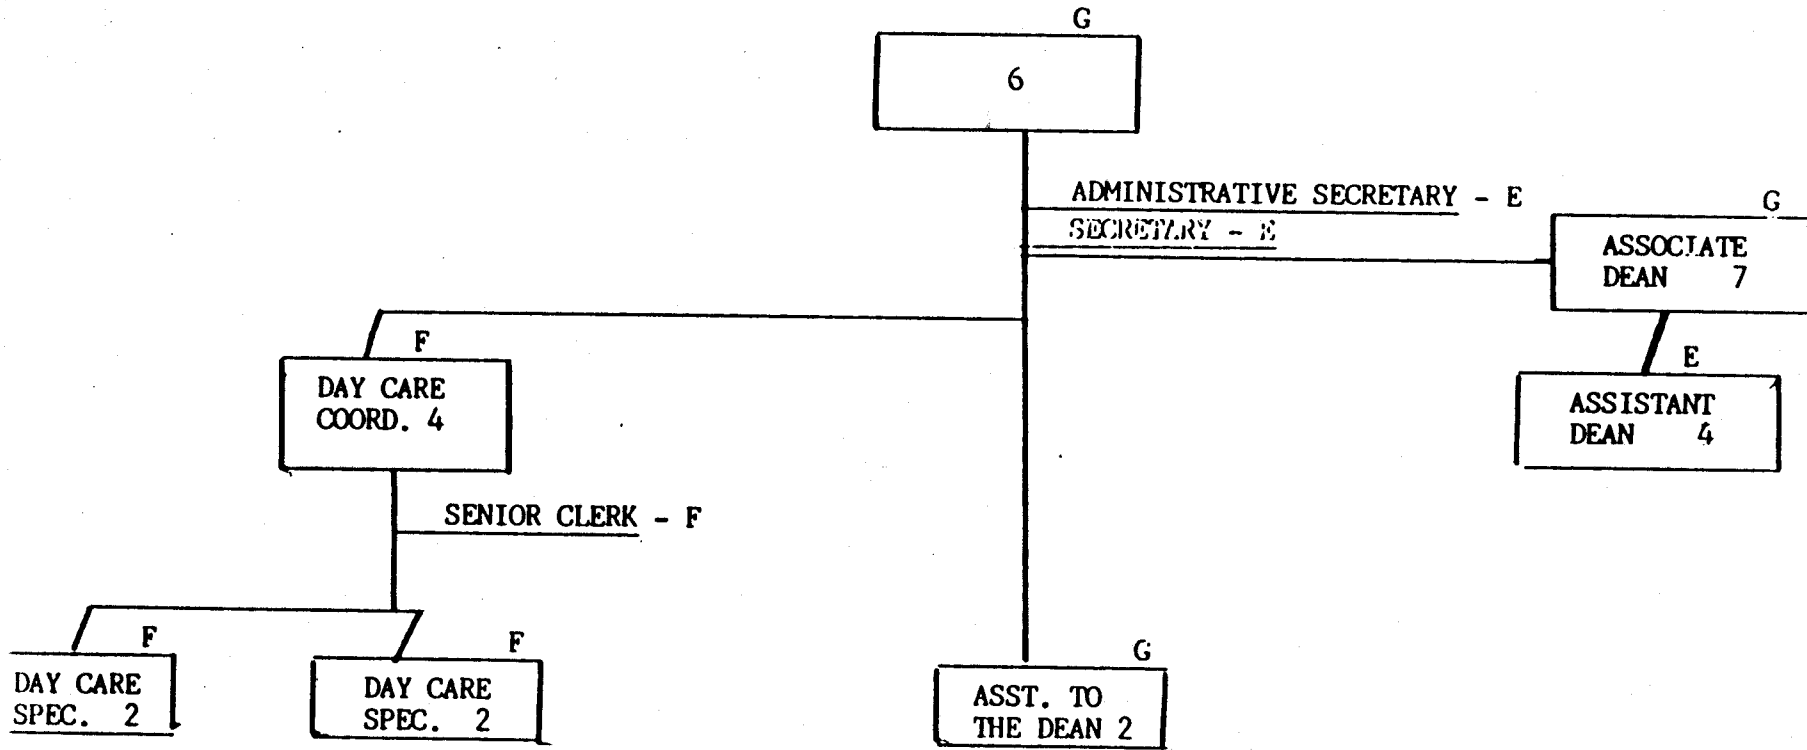 G
6
ADMINISTRATIVE SECRETARY - E
SECRETARY - E
G
ASSOCIATE
DEAN 7
E
ASSISTANT
DEAN 4
F
DAY CARE
COORD. 4
SENIOR CLERK - F
F
DAY CARE
SPEC. 2
F
DAY CARE
SPEC. 2
G
ASST. TO
THE DEAN 2